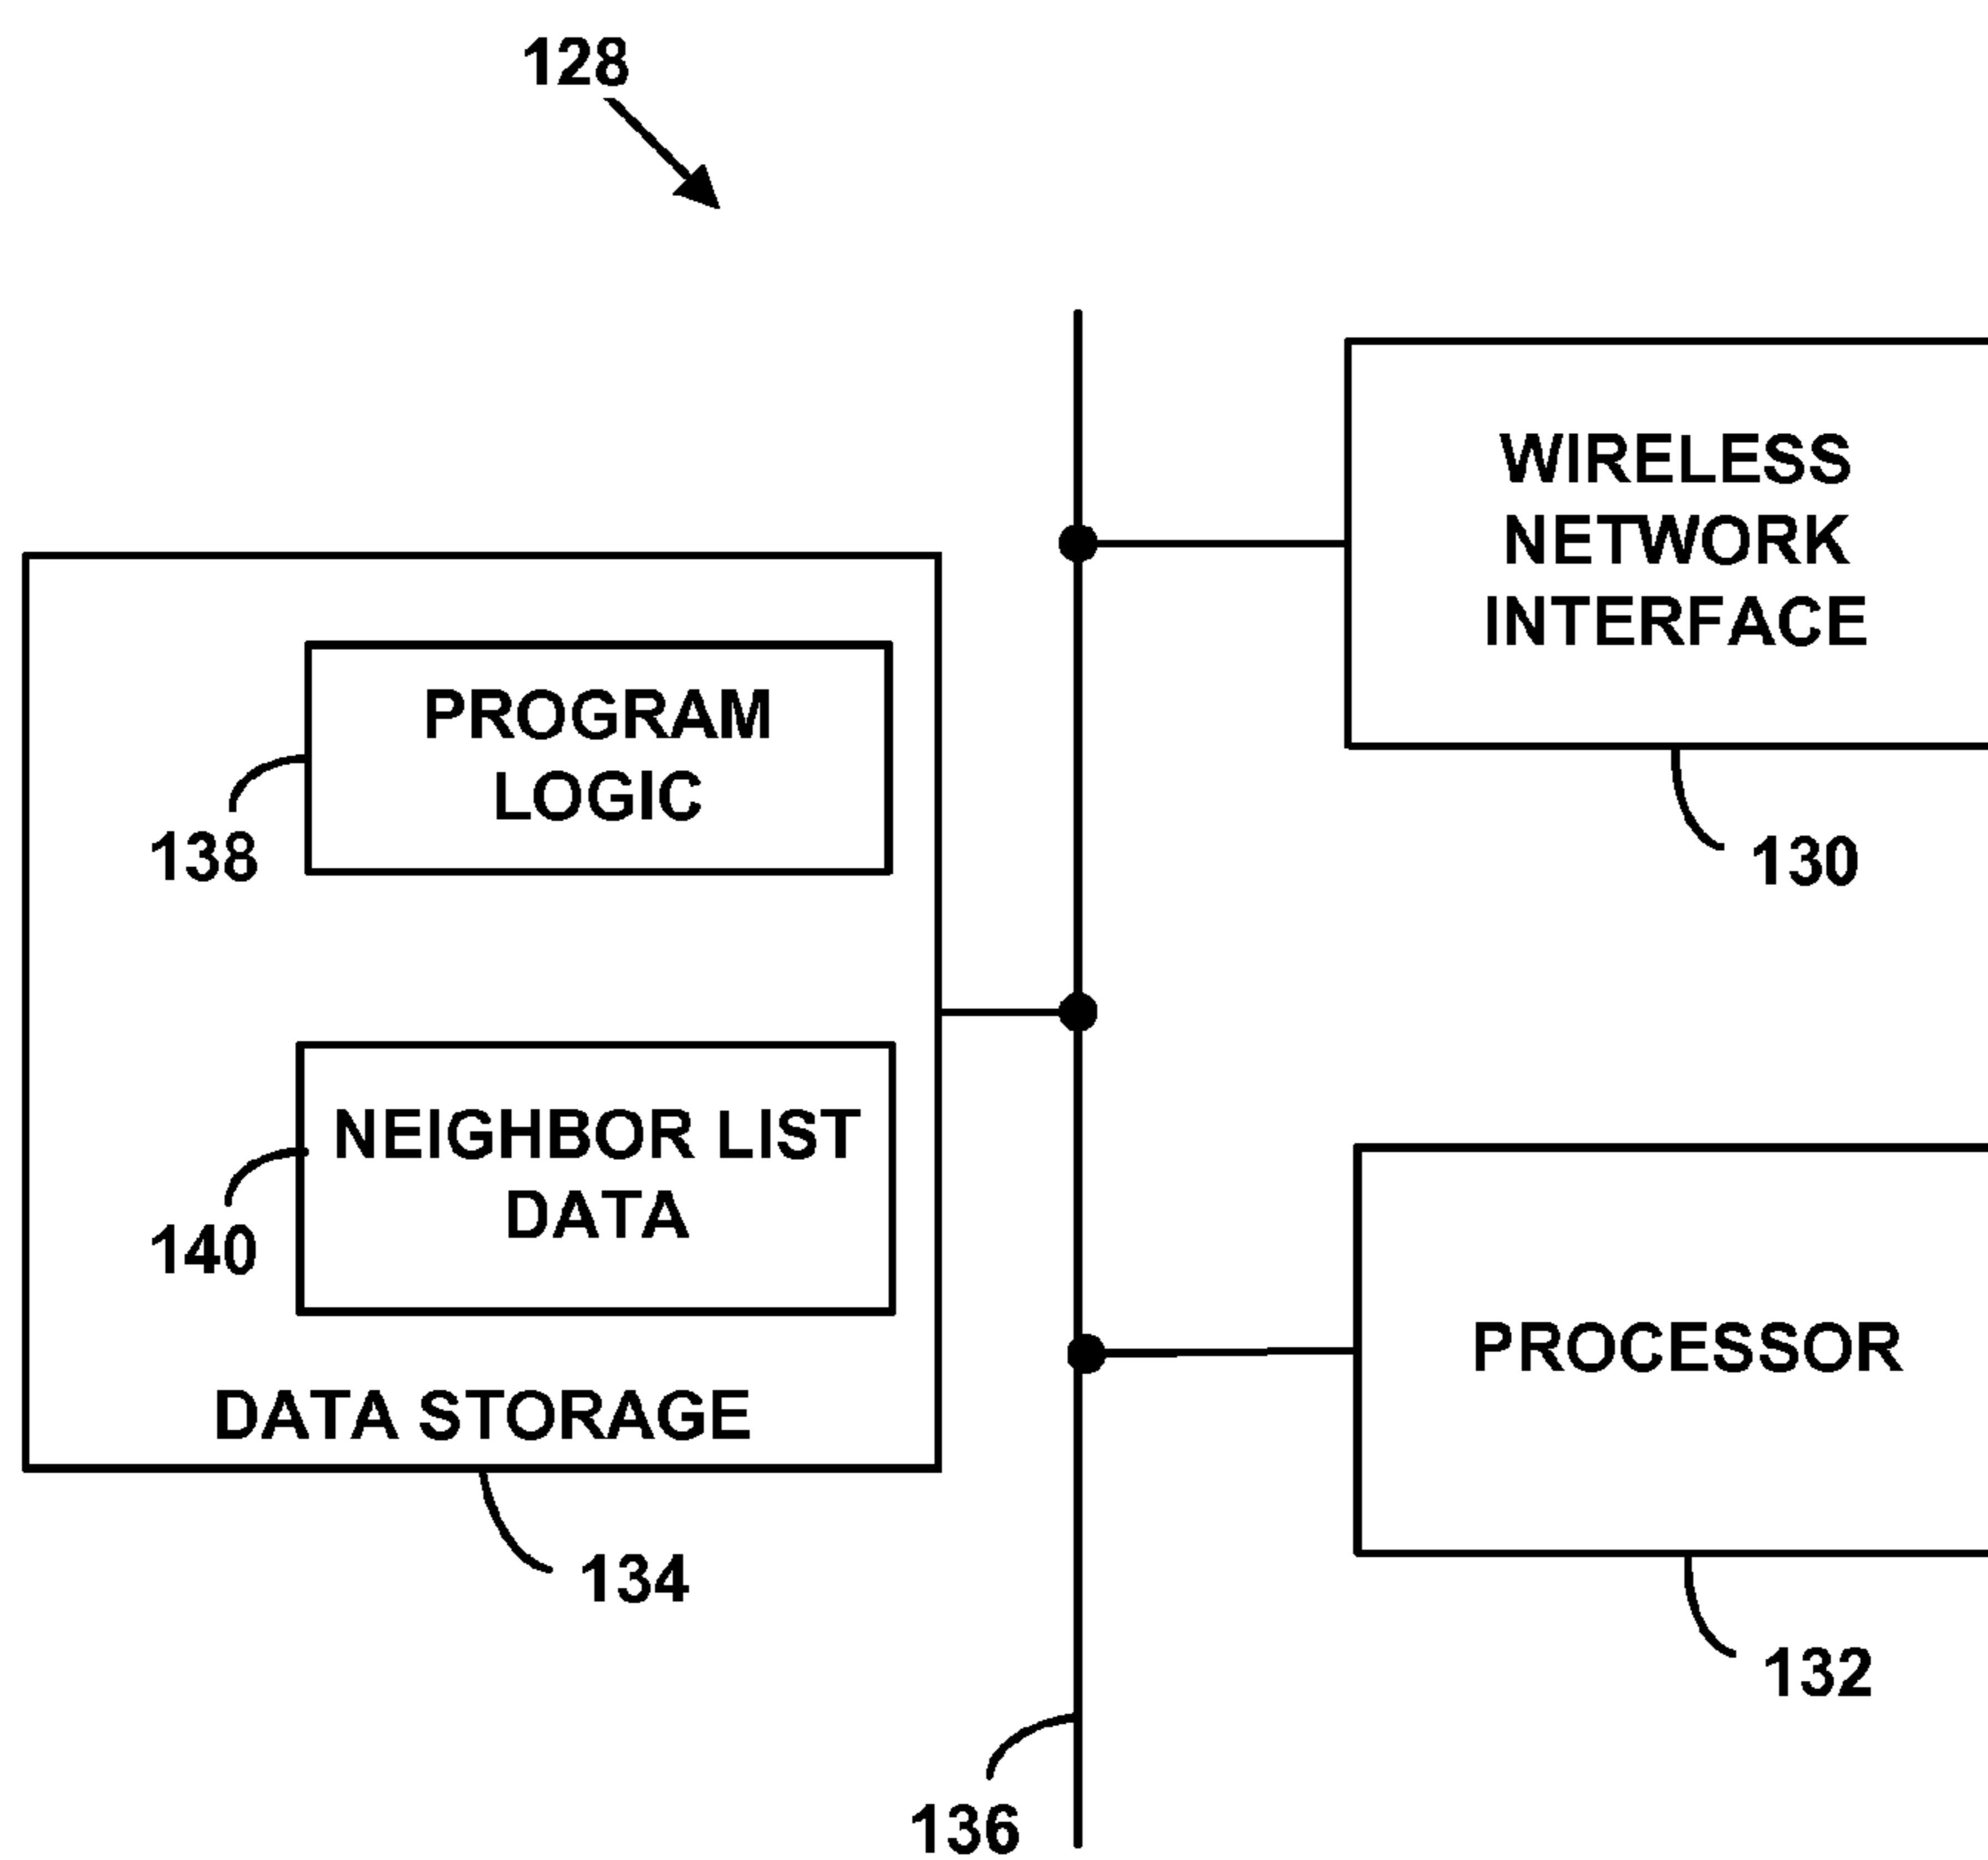 128
WIRELESS
NETWORK
INTERFACE
130
PROGRAM
LOGIC
138
NEIGHBOR LIST
DATA
140
DATA STORAGE
134
PROCESSOR
132
136